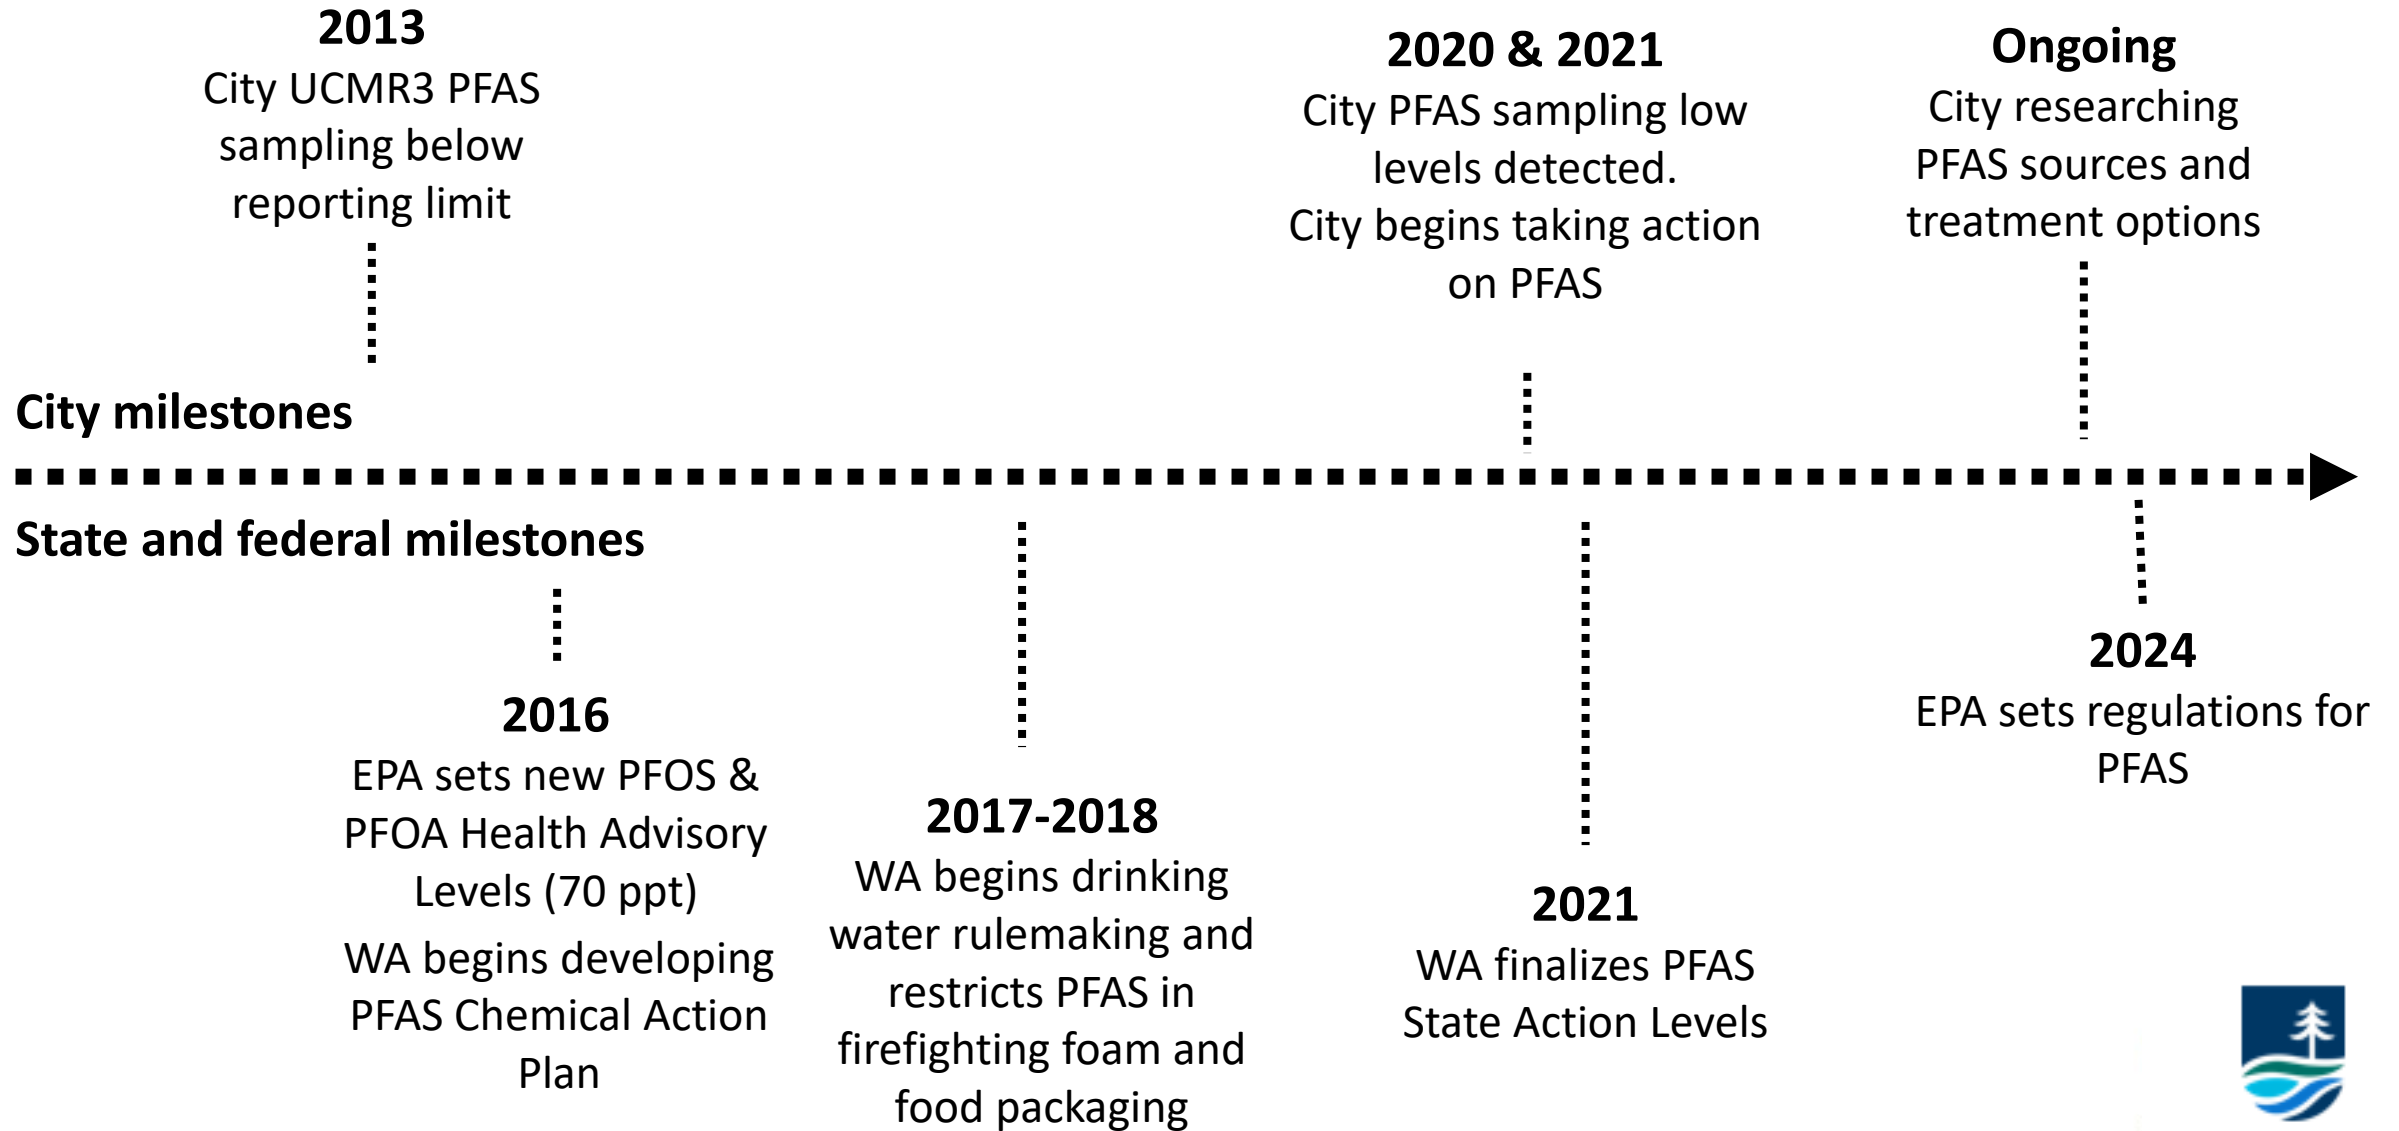 2013
City UCMR3 PFAS
sampling below
reporting limit
2020 & 2021
City PFAS sampling low
levels detected.
City begins taking action
on PFAS
Ongoing
City researching
PFAS sources and
treatment options
City milestones
State and federal milestones
2016
EPA sets new PFOS &
PFOA Health Advisory
Levels (70 ppt)
WA begins developing
PFAS Chemical Action
Plan
2017-2018
WA begins drinking
water rulemaking and
restricts PFAS in
firefighting foam and
food packaging
2021
WA finalizes PFAS
State Action Levels
2024
EPA sets regulations for
PFAS